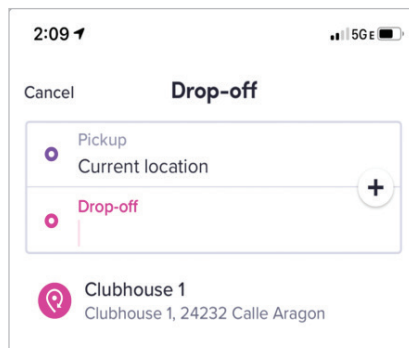 2:09
5GE
Cancel
Drop-off
Pickup
Current location
+
Drop-off
Clubhouse 1
Clubhouse 1, 24232 Calle Aragon